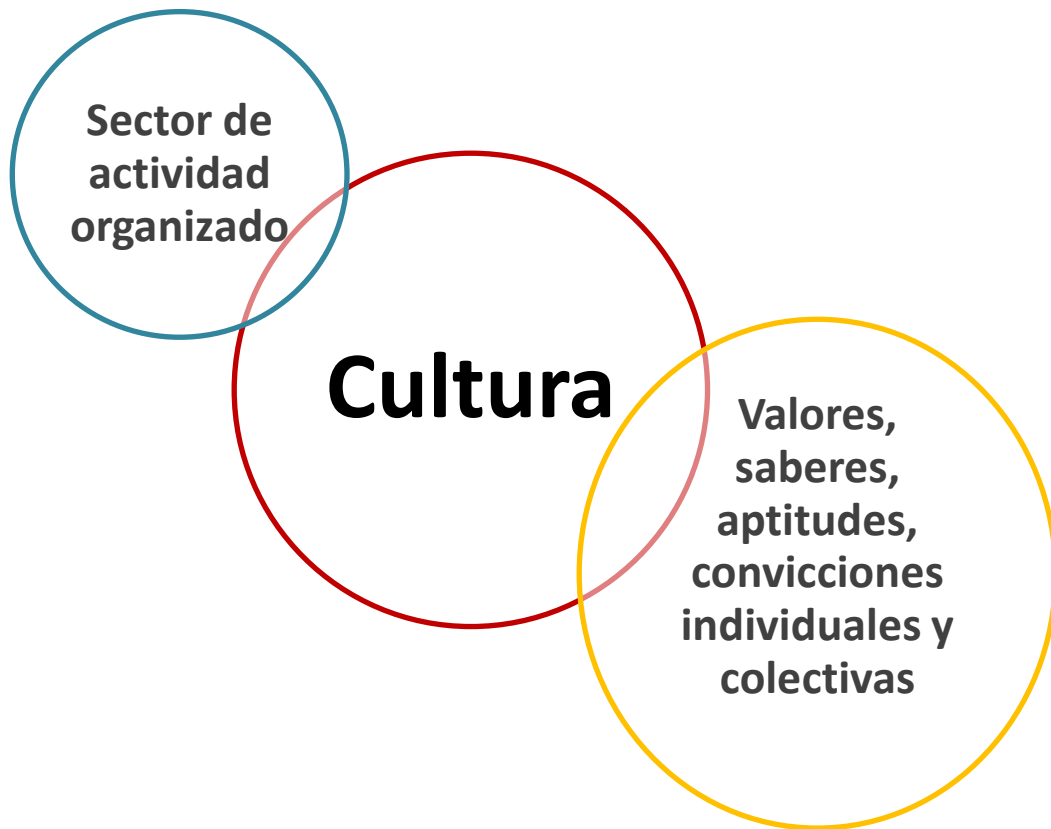 Sector de
actividad
organizado
Cultura
Valores,
saberes,
aptitudes,
convicciones
individuales y
colectivas